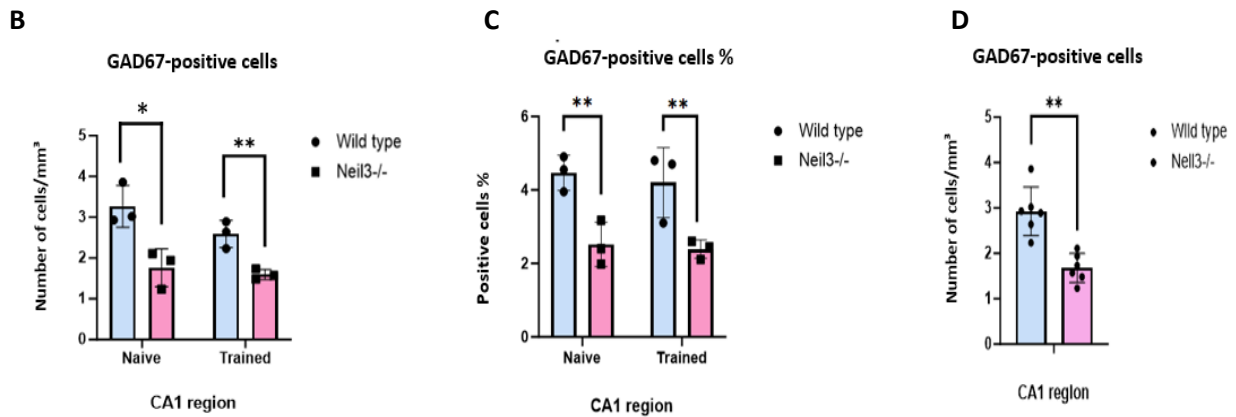 B
GAD67-positive cells
Number of cells/mm³
5
4
3
2
1
0
*
**
Wild type
Neil3-/-
Naive
Trained
CA1 region
C
GAD67-positive cells %
Positive cells %
6
4
2
0
**
**
Wild type
Neil3-/-
Naive
Trained
CA1 region
D
GAD67-positive cells
Number of cells/mm³
5
4
3
2
1
0
**
Wild type
Neil3-/-
CA1 region